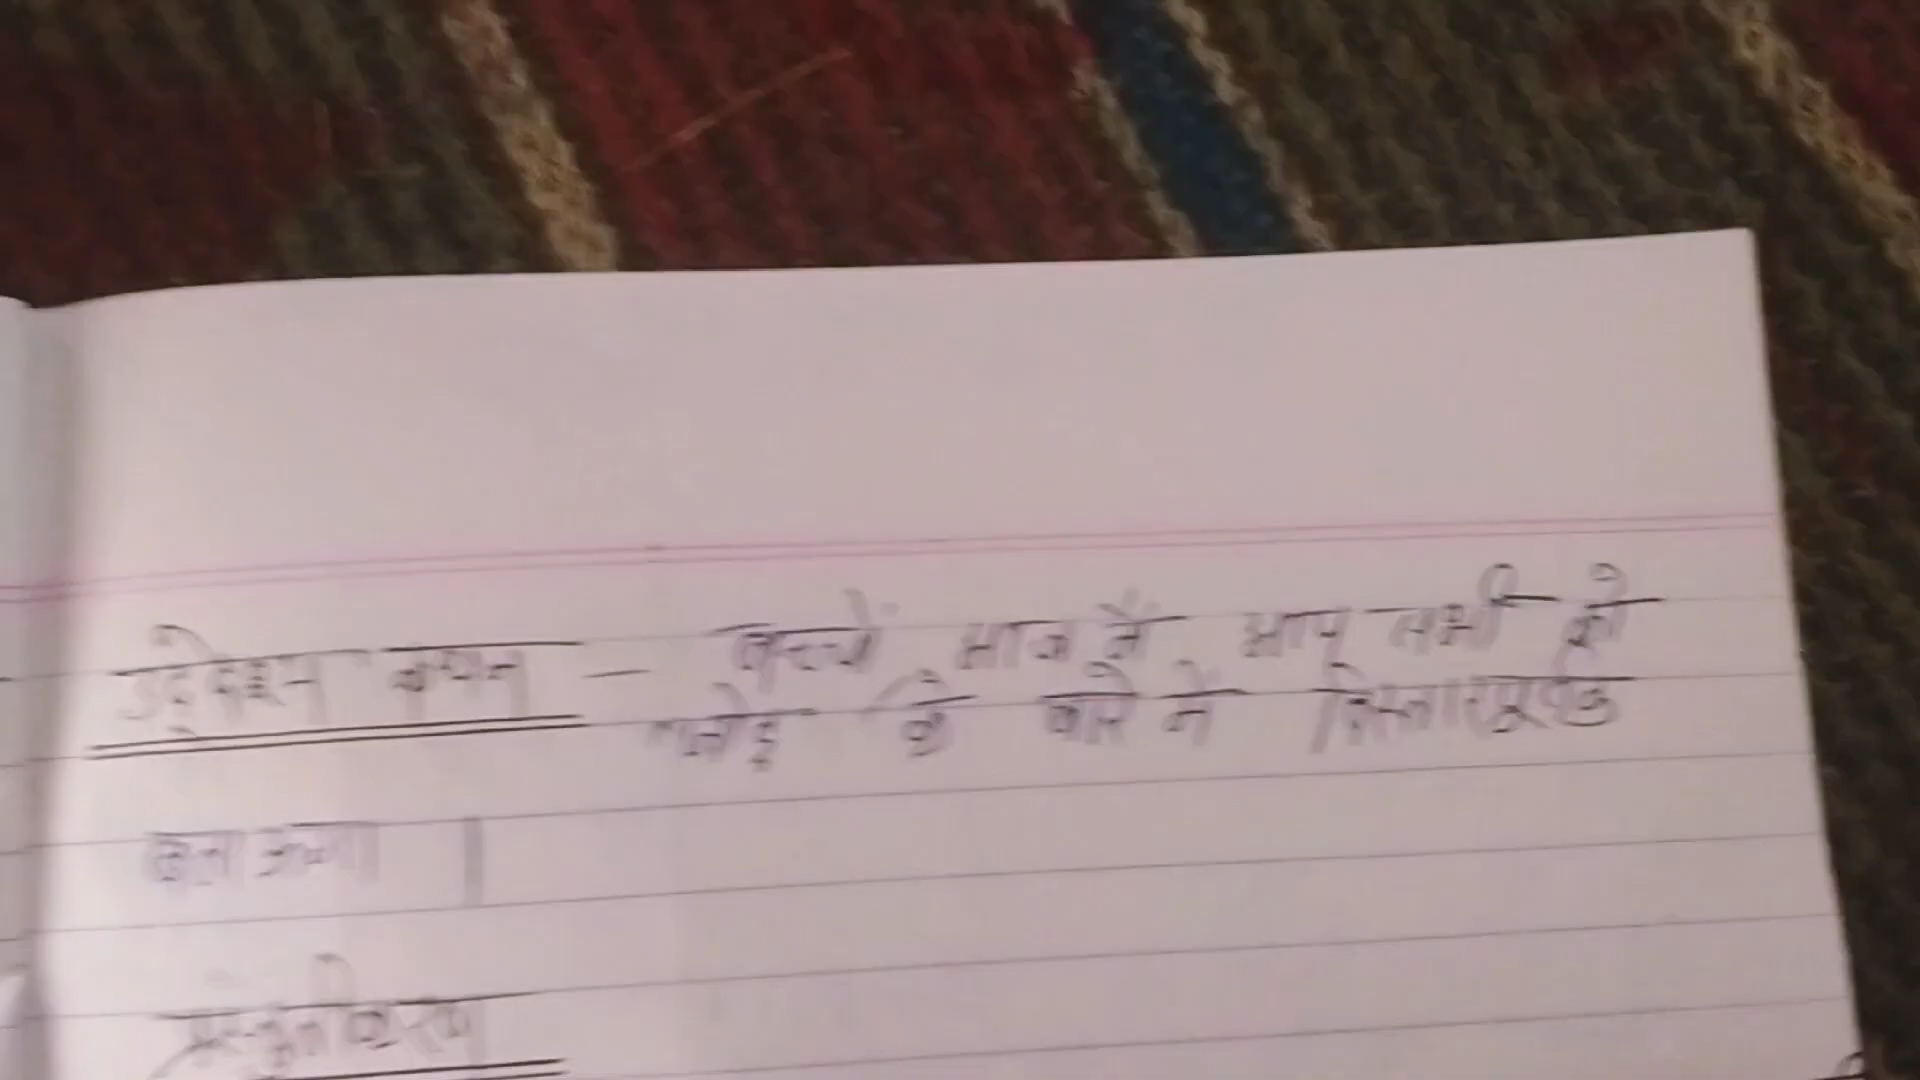 उद्देश्य कथन — बच्चों आज मैं आप सभी को
"जोड़" के बारे में विस्तारपूर्वक
बताऊंगा |
प्रस्तुतीकरण